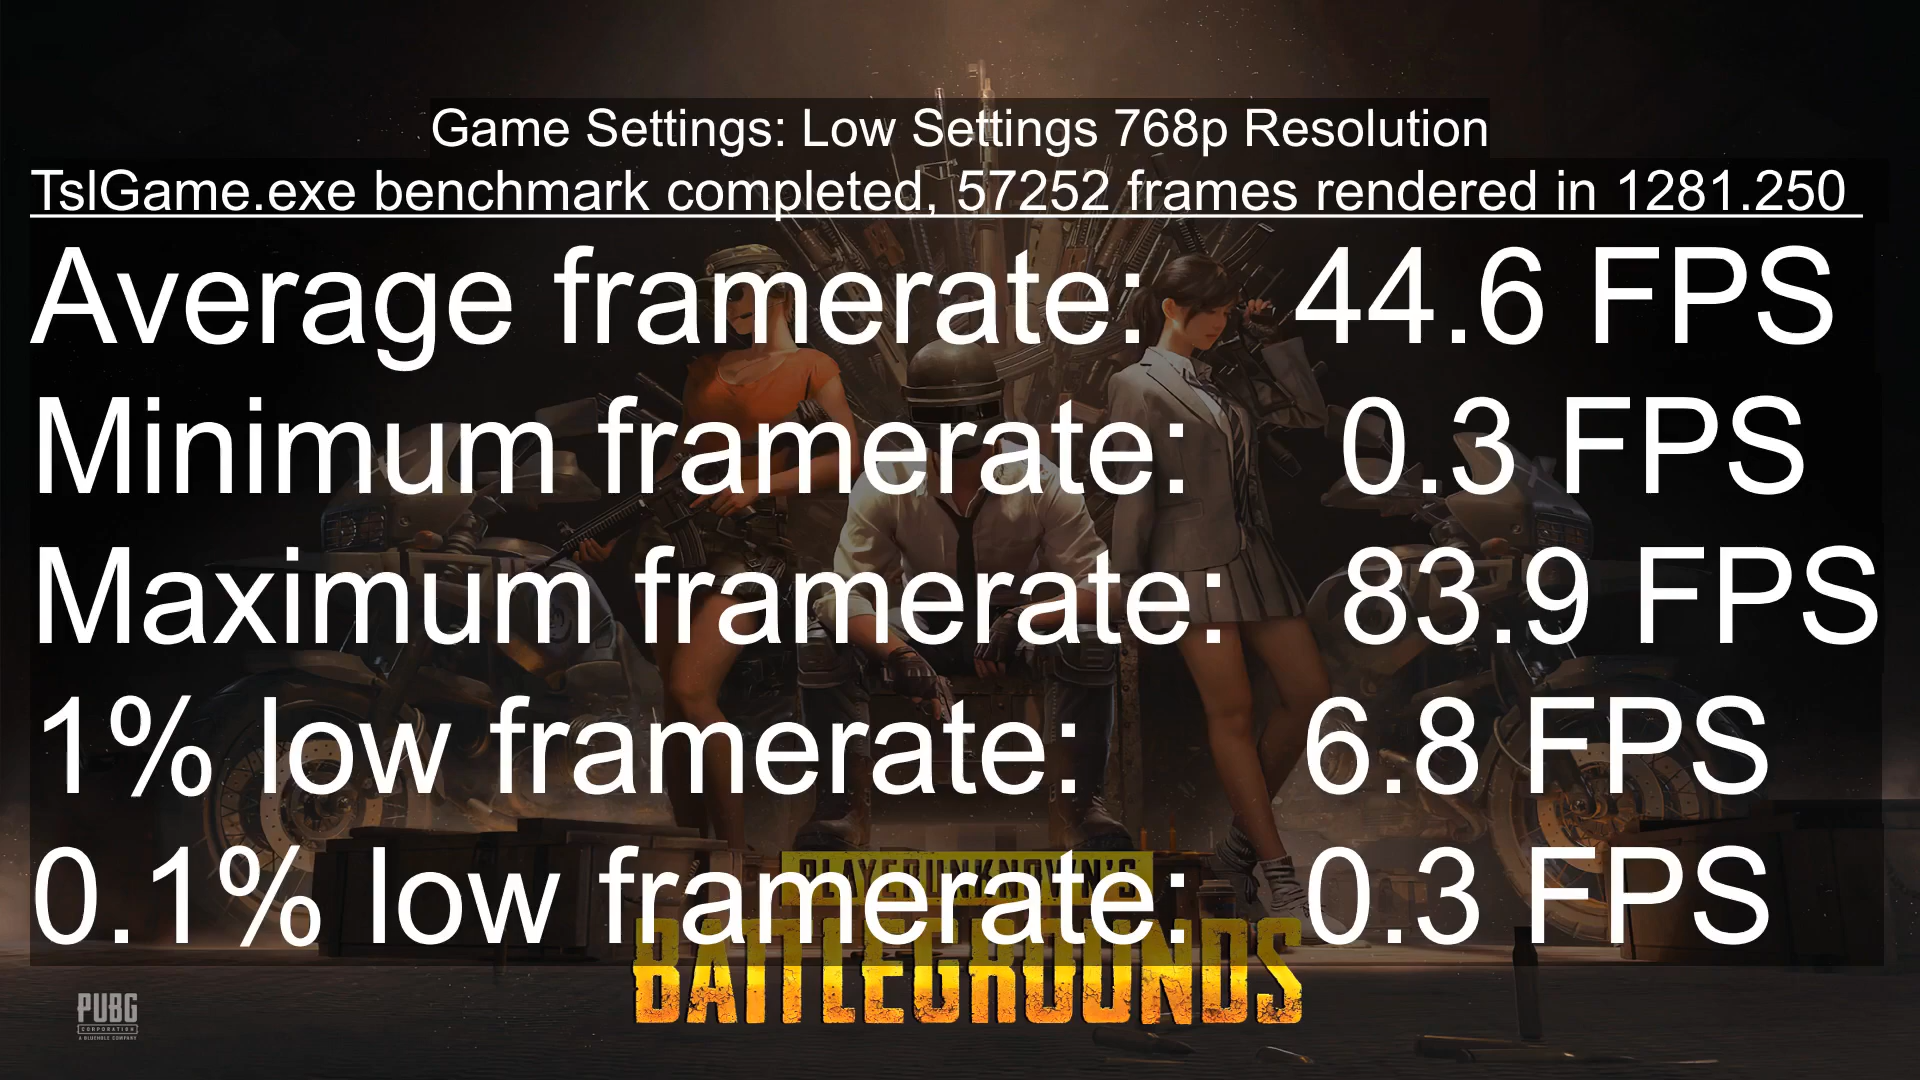 Game Settings: Low Settings 768p Resolution
TslGame.exe benchmark completed, 57252 frames rendered in 1281.250
Average framerate: 44.6 FPS
Minimum framerate: 0.3 FPS
Maximum framerate: 83.9 FPS
1% low framerate: 6.8 FPS
0.1% low framerate: 0.3 FPS
PLAYERUNKNOWN'S
BATTLEGROUNDS
PUBG
CORPORATION
A BLUEHOLE COMPANY